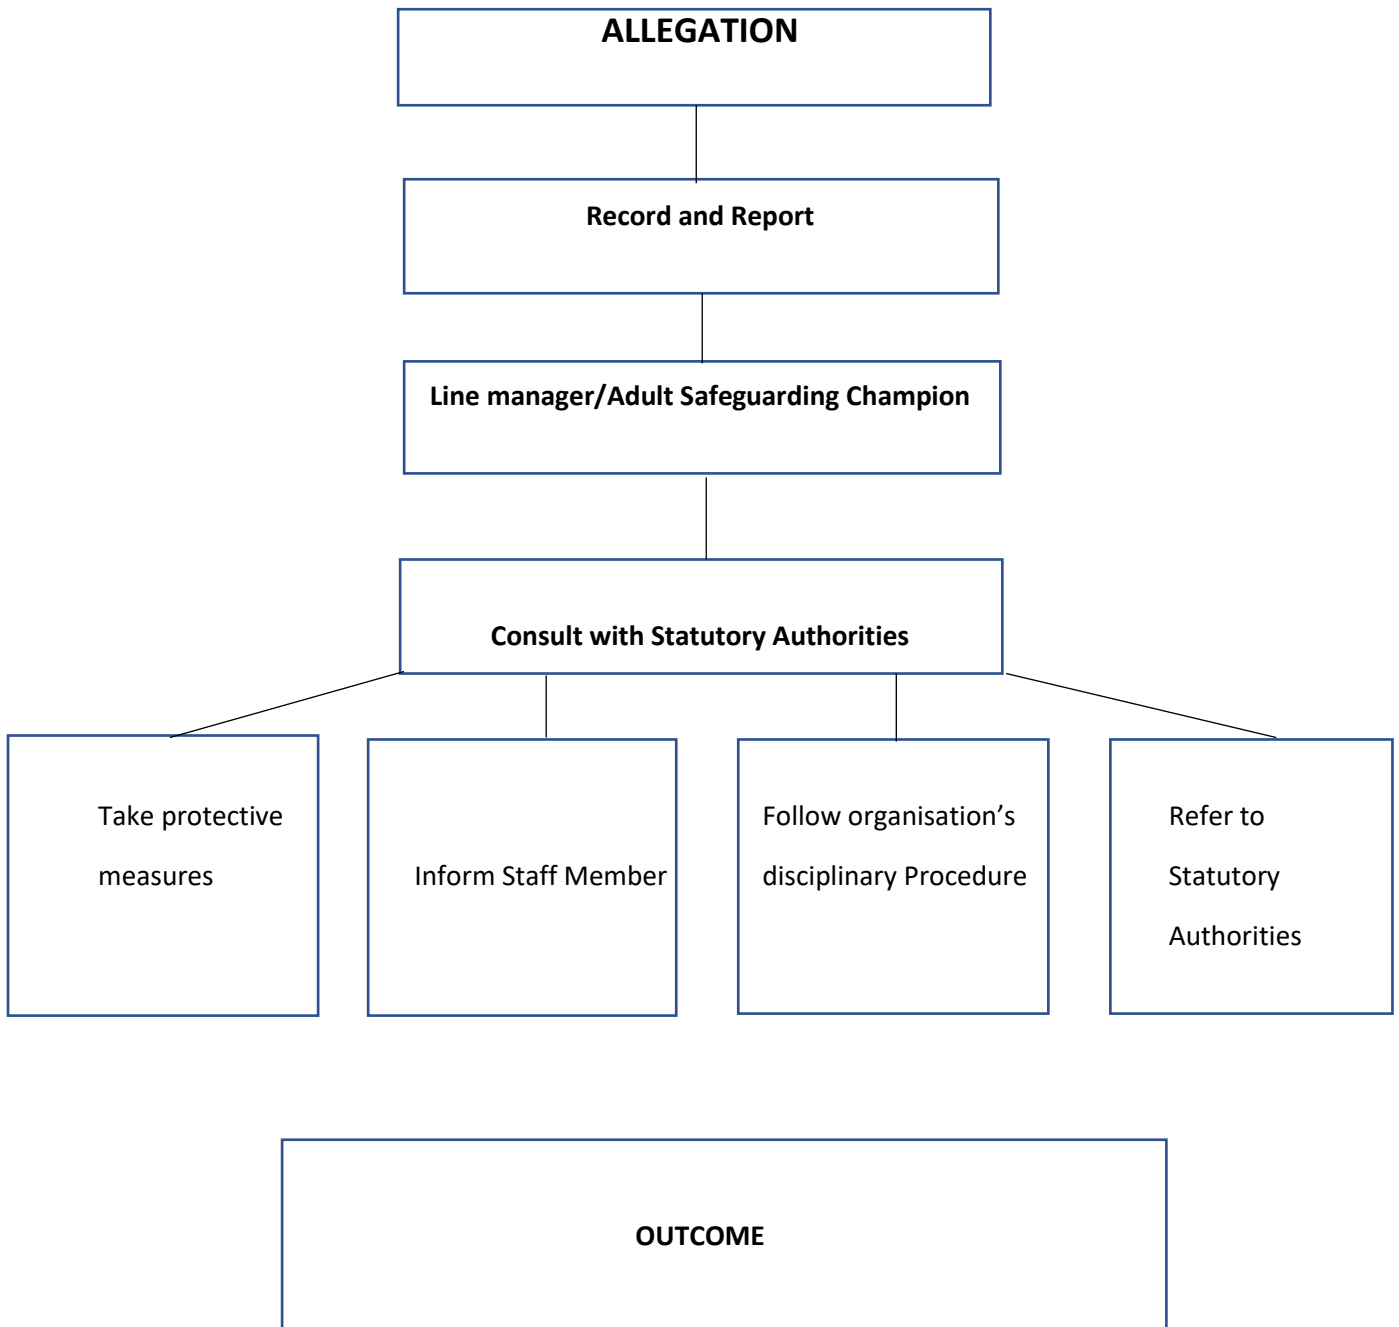 ALLEGATION
Record and Report
Line manager/Adult Safeguarding Champion
Consult with Statutory Authorities
Take protective
measures
Inform Staff Member
Follow organisation’s
disciplinary Procedure
Refer to
Statutory
Authorities
OUTCOME